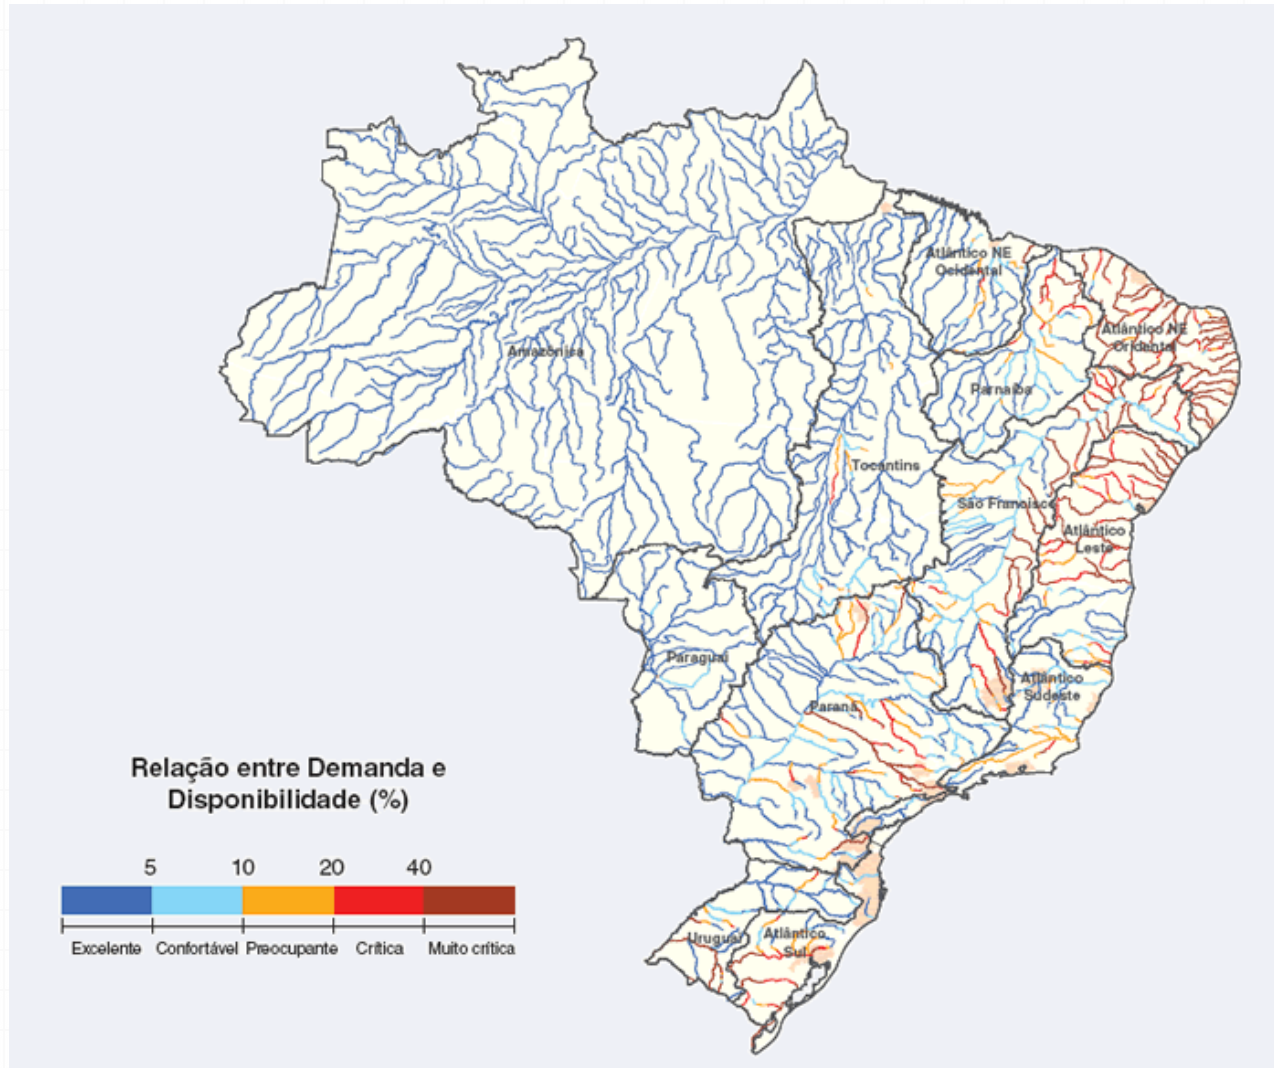 Atlântico NE
Ocidental
Atlântico NE
Oridental
Amazônica
Parnaíba
Tocantins
São Francisco
Atlântico
Leste
Paraguai
Atlântico
Sudeste
Paraná
Relação entre Demanda e
Disponibilidade (%)
5 10 20 40
Excelente Confortável Preocupante Crítica Muito crítica
Uruguai
Atlântico
Sul